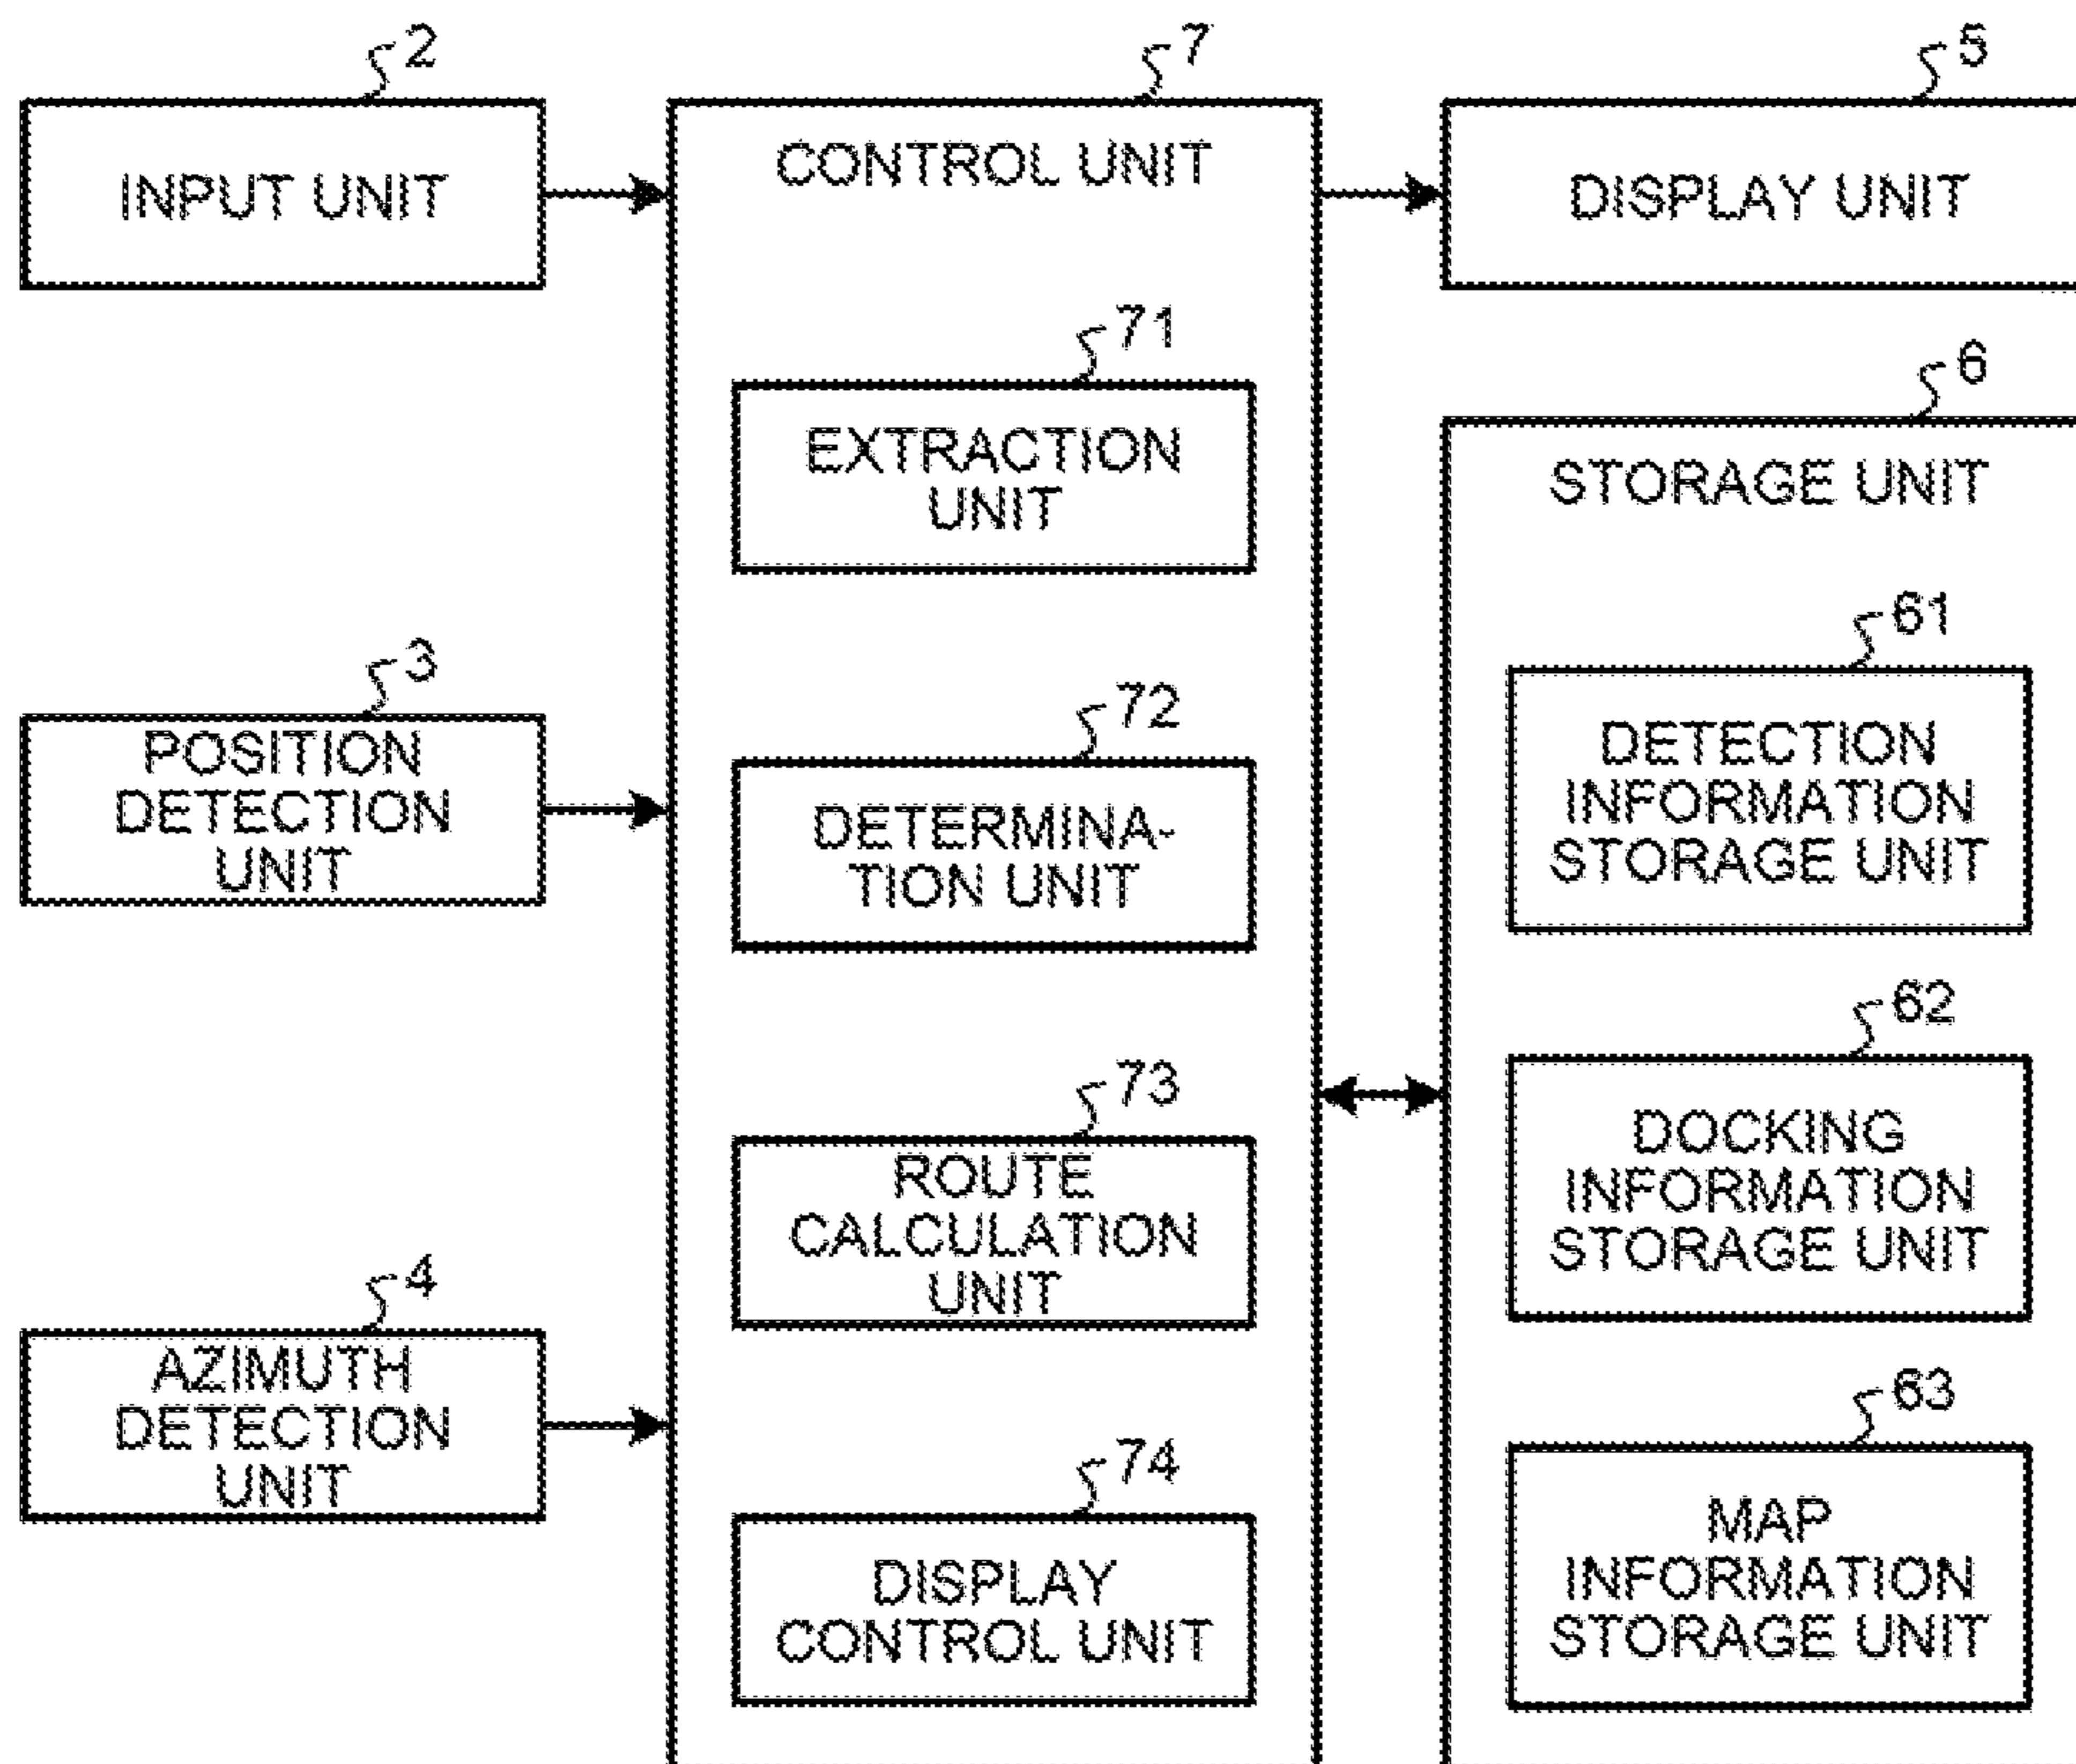 2
INPUT UNIT
3
POSITION
DETECTION
UNIT
4
AZIMUTH
DETECTION
UNIT
7
CONTROL UNIT
71
EXTRACTION
UNIT
72
DETERMINA-
TION UNIT
73
ROUTE
CALCULATION
UNIT
74
DISPLAY
CONTROL UNIT
5
DISPLAY UNIT
6
STORAGE UNIT
61
DETECTION
INFORMATION
STORAGE UNIT
62
DOCKING
INFORMATION
STORAGE UNIT
63
MAP
INFORMATION
STORAGE UNIT